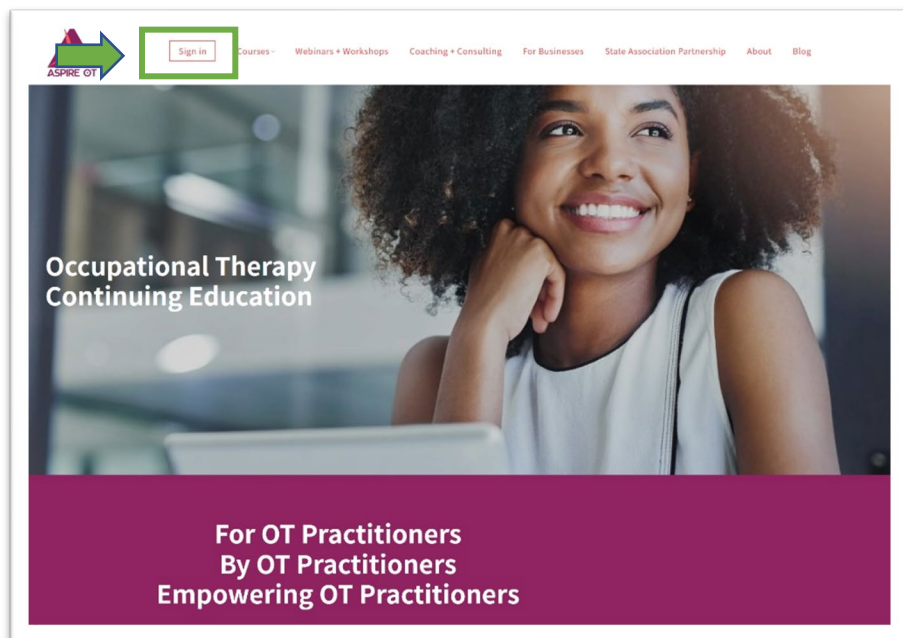 ASPIRE OT
Sign in Courses Webinars + Workshops Coaching + Consulting For Businesses State Association Partnership About Blog
Occupational Therapy
Continuing Education
For OT Practitioners
By OT Practitioners
Empowering OT Practitioners